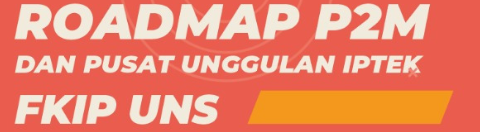 ROADMAP P2M
DAN PUSAT UNGGULAN IPTEK
FKIP UNS